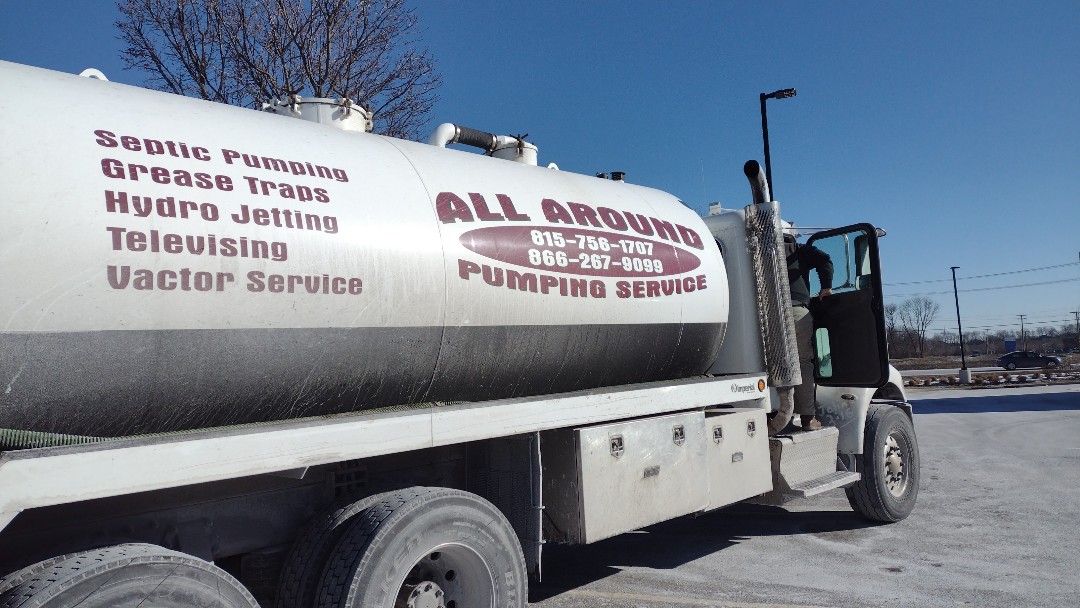 Septic Pumping
Grease Traps
Hydro Jetting
Televising
Vactor Service
ALL AROUND
815-756-1707
866-267-9099
PUMPING SERVICE
Imperial